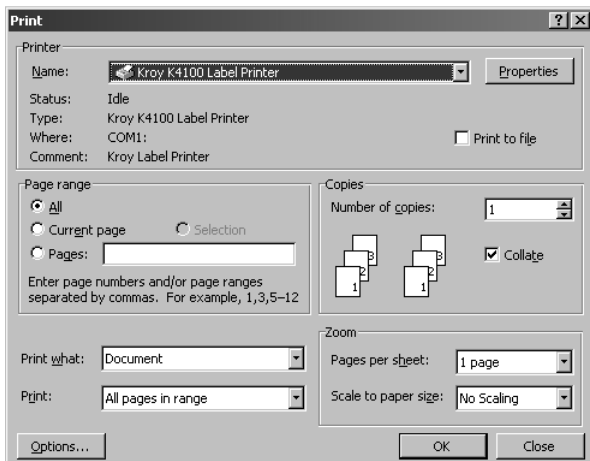 Print
Printer
Name: Kroy K4100 Label Printer Properties
Status: Idle
Type: Kroy K4100 Label Printer
Where: COM1: Print to file
Comment: Kroy Label Printer
Page range
All
Current page Selection
Pages:
Enter page numbers and/or page ranges
separated by commas. For example, 1,3,5–12
Copies
Number of copies: 1
3 3
2 2
1 1
Collate
Print what: Document
Print: All pages in range
Zoom
Pages per sheet: 1 page
Scale to paper size: No Scaling
Options... OK Close